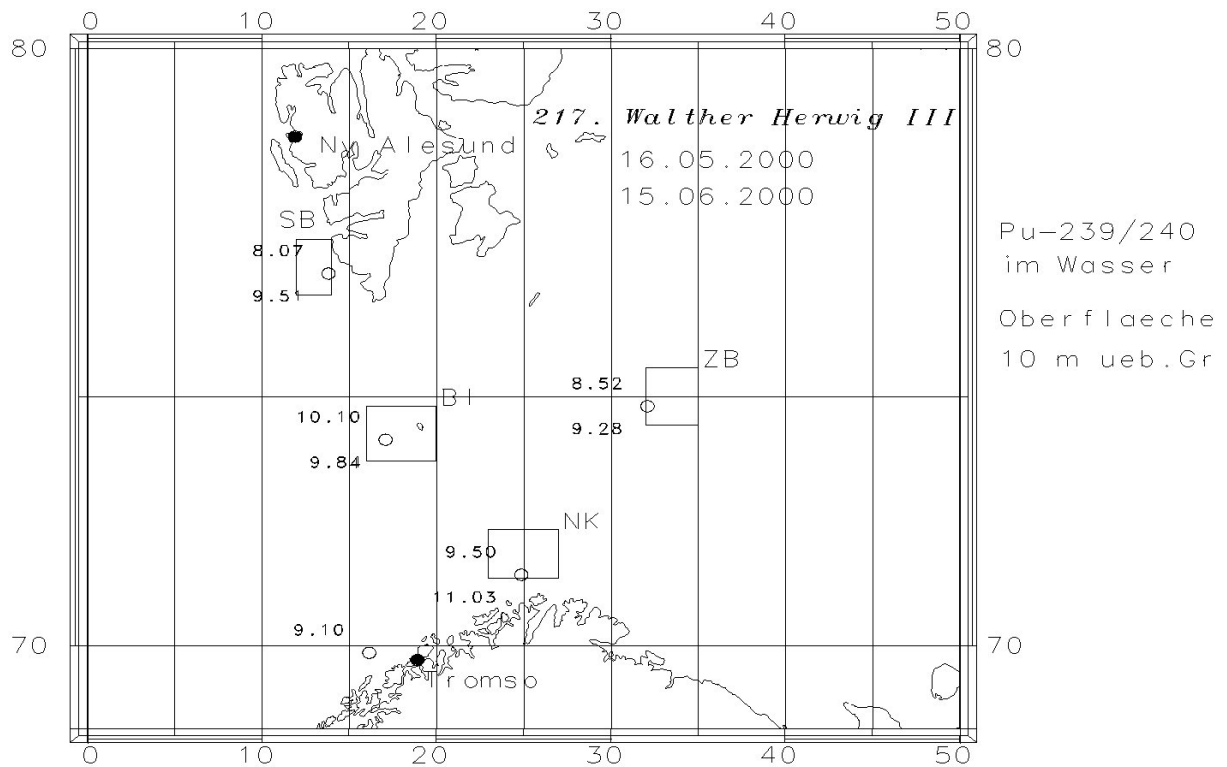 0 10 20 30 40 50
80 80
217. Walther Herwig III
Ny Alesund
16.05.2000
15.06.2000
SB
8.07
9.51
Pu-239/240
im Wasser
Oberflaeche
10 m ueb.Gr
ZB
8.52
9.28
BI
10.10
9.84
NK
9.50
11.03
9.10
70 70
Tromso
0 10 20 30 40 50